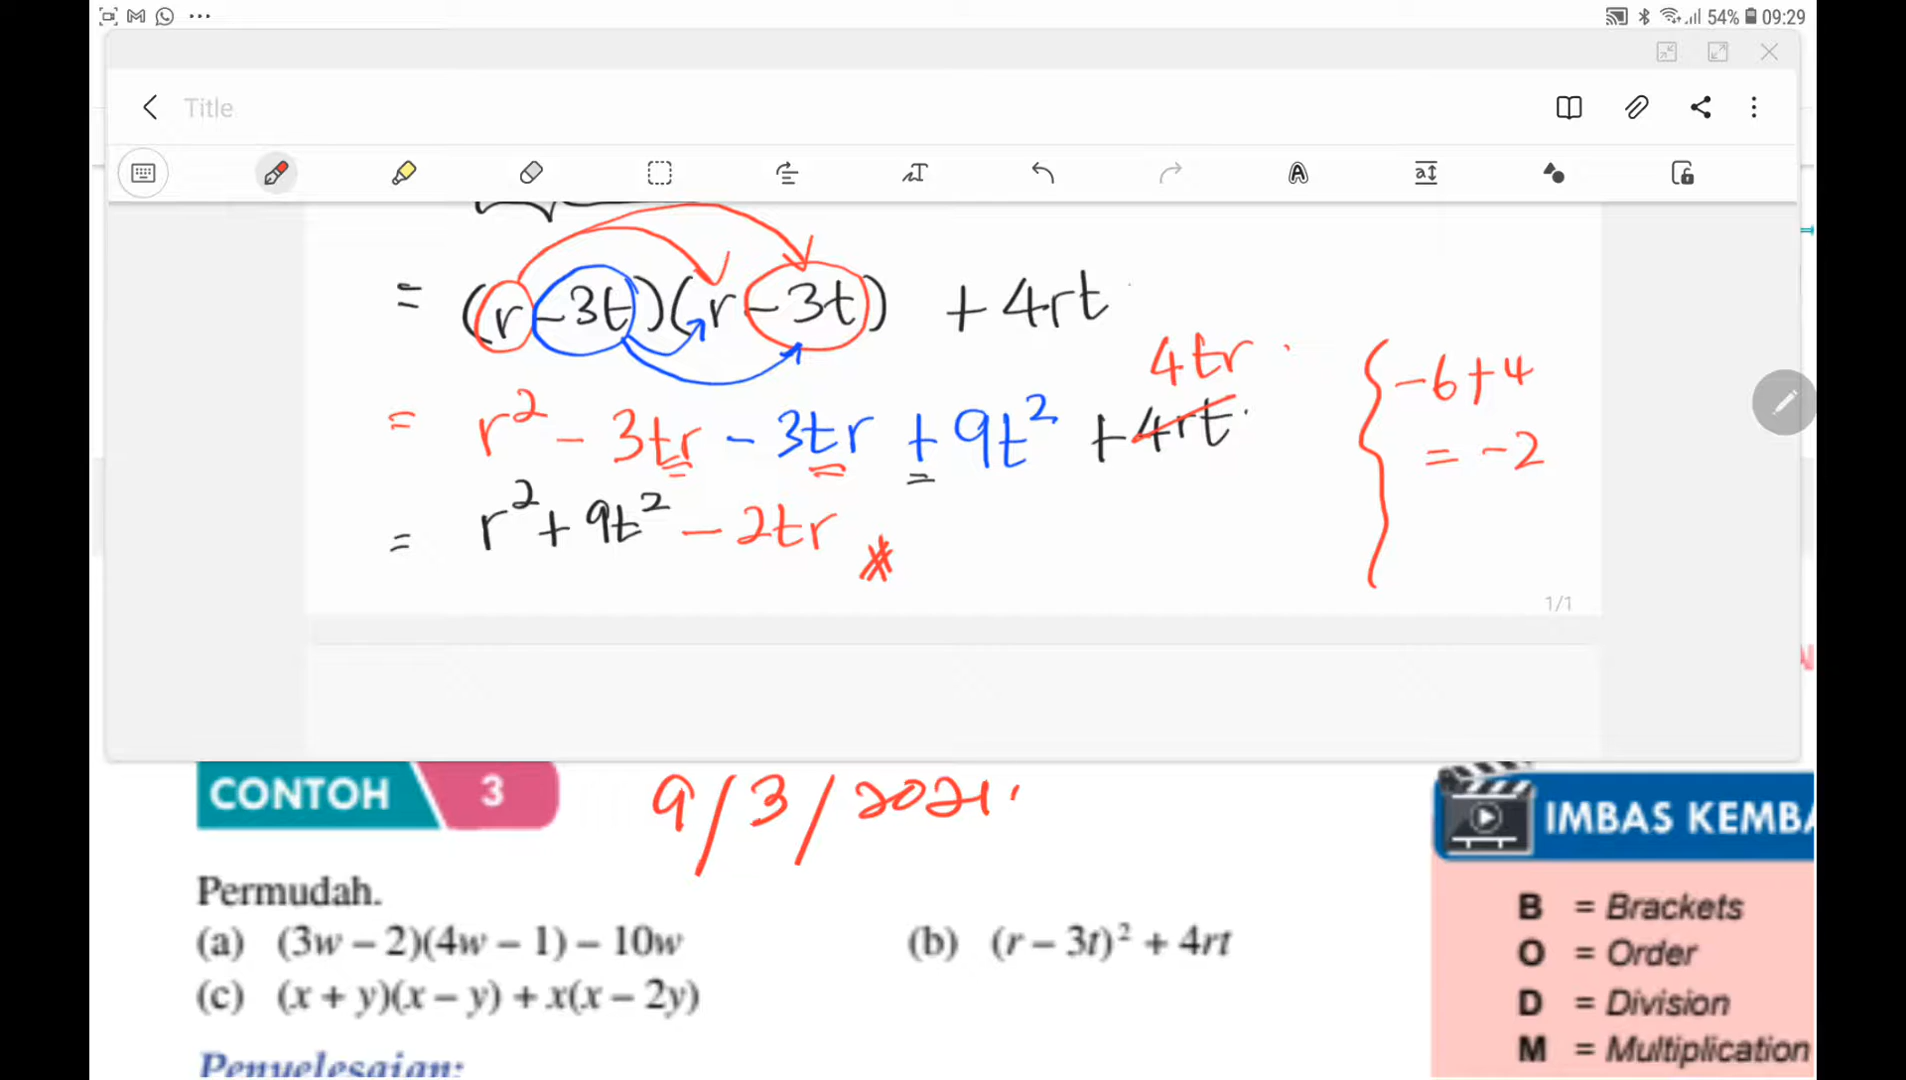 54% 09:29
Title
= (r - 3t)(r - 3t) + 4rt
4tr
= r² - 3tr - 3tr + 9t² + 4rt
= r² + 9t² - 2tr
-6+4
= -2
1/1
CONTOH 3
9/3/2021
IMBAS KEMBA
Permudah.
(a) (3w – 2)(4w – 1) – 10w
(b) (r – 3t)² + 4rt
(c) (x + y)(x – y) + x(x – 2y)
B = Brackets
O = Order
D = Division
M = Multiplication
Penyelesaian: